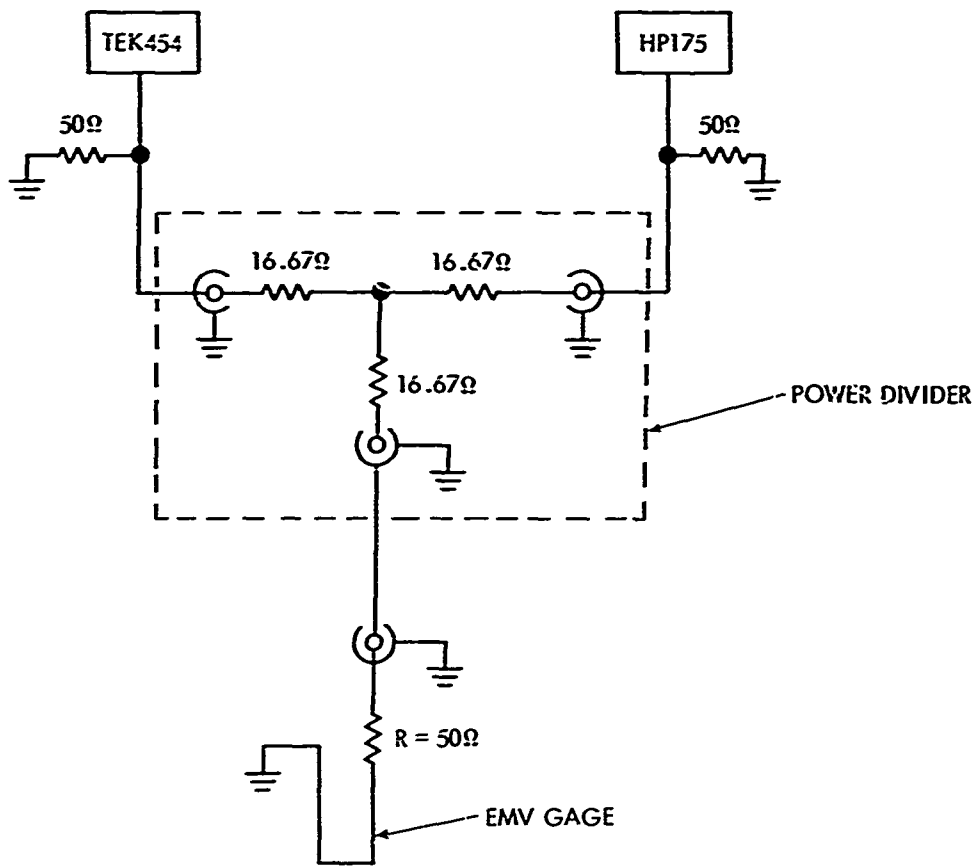 TEK454
HP175
50Ω
50Ω
16.67Ω
16.67Ω
16.67Ω
POWER DIVIDER
R = 50Ω
EMV GAGE